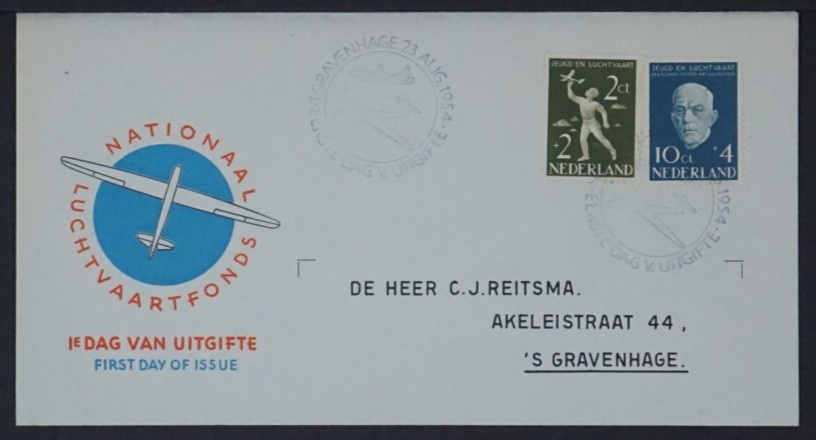 'S GRAVENHAGE 23 AUG. 1954
EERSTE DAG V. UITGIFTE
JEUGD EN LUCHTVAART
2ct
+2
NEDERLAND
JEUGD EN LUCHTVAART
10ct +4
NEDERLAND
1954
EERSTE DAG V. UITGIFTE
NATIONAAL
LUCHTVAARTFONDS
1E DAG VAN UITGIFTE
FIRST DAY OF ISSUE
DE HEER C.J.REITSMA.
AKELEISTRAAT 44,
'S GRAVENHAGE.